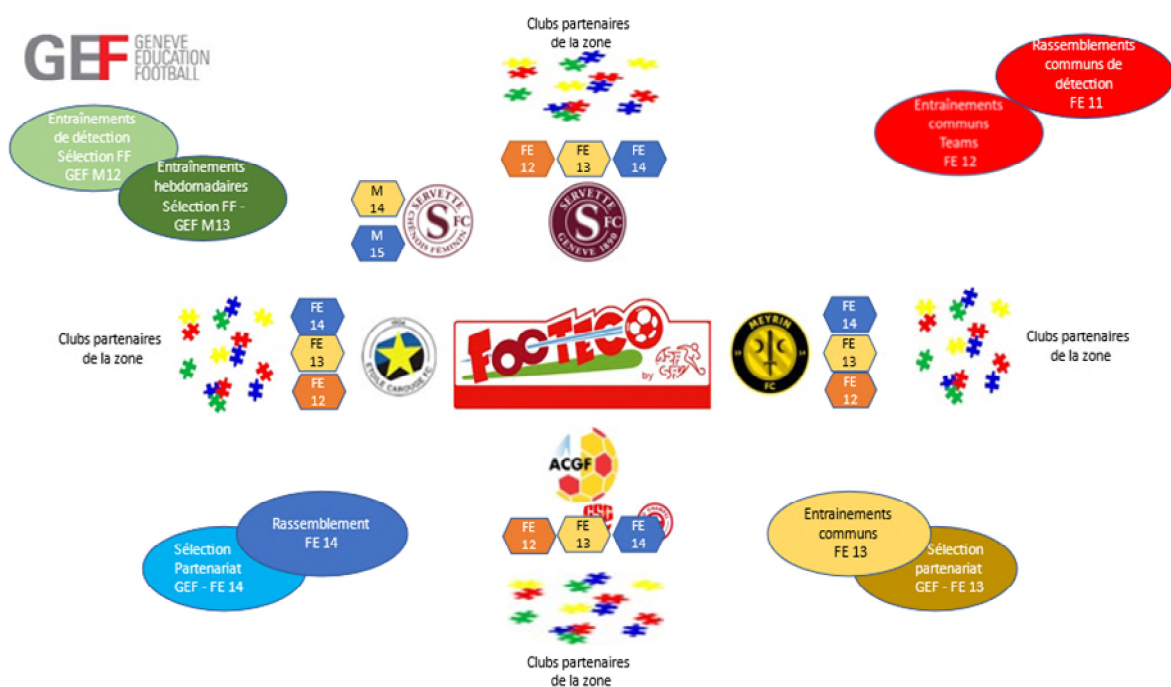 GEF GENEVE
EDUCATION
FOOTBALL
Clubs partenaires
de la zone
Rassemblements
communs de
détection
FE 11
Entraînements
communs
Teams
FE 12
Entraînements
de détection
Sélection FF
GEF M12
Entraînements
hebdomadaires
Sélection FF -
GEF M13
FE
12
FE
13
FE
14
M
14
M
15
SERVETTE
FC
CHÊNOIS FÉMININ
SERVETTE
FC
GENEVE 1890
Clubs partenaires
de la zone
FE
14
FE
13
FE
12
ETOILE CAROUGE FC
FOOTECO
by
MEYRIN
FC
FE
14
FE
13
FE
12
Clubs partenaires
de la zone
ACGF
FE
12
FE
13
FE
14
Rassemblement
FE 14
Sélection
Partenariat
GEF - FE 14
Entrainements
communs
FE 13
Sélection
partenariat
GEF - FE 13
Clubs partenaires
de la zone